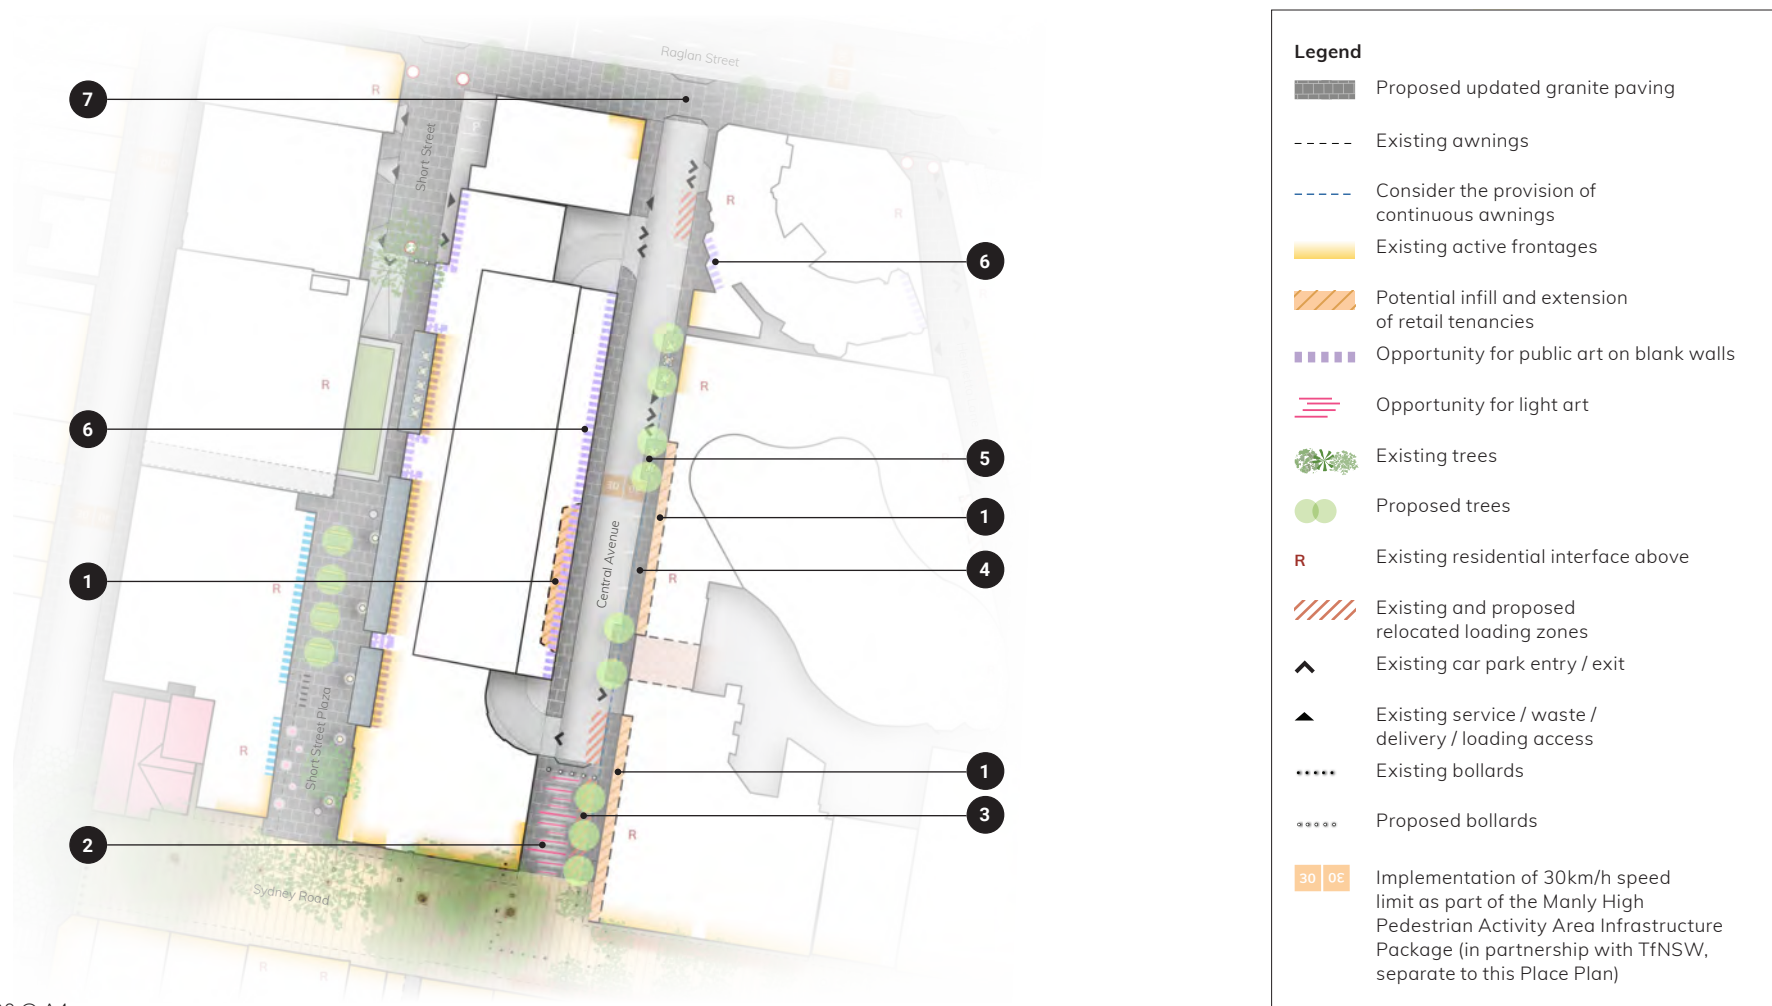 Raglan Street
7
R
Short Street
R
R
6
R
R
6
5
30
Central Avenue
1
4
1
R
R
Short Street Plaza
R
1
3
2
R
Sydney Road
R
R
Legend
Proposed updated granite paving
Existing awnings
Consider the provision of
continuous awnings
Existing active frontages
Potential infill and extension
of retail tenancies
Opportunity for public art on blank walls
Opportunity for light art
Existing trees
Proposed trees
R
Existing residential interface above
Existing and proposed
relocated loading zones
Existing car park entry / exit
Existing service / waste /
delivery / loading access
Existing bollards
Proposed bollards
30 30
Implementation of 30km/h speed
limit as part of the Manly High
Pedestrian Activity Area Infrastructure
Package (in partnership with TfNSW,
separate to this Place Plan)